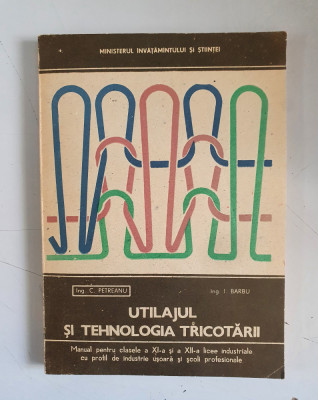 MINISTERUL ÎNVĂȚĂMÎNTULUI ȘI ȘTIINȚEI
Ing. C. PETREANU
Ing. I. BARBU
UTILAJUL
ȘI TEHNOLOGIA TRICOTĂRII
Manual pentru clasele a XI-a și a XII-a licee industriale
cu profil de industrie ușoară și școli profesionale